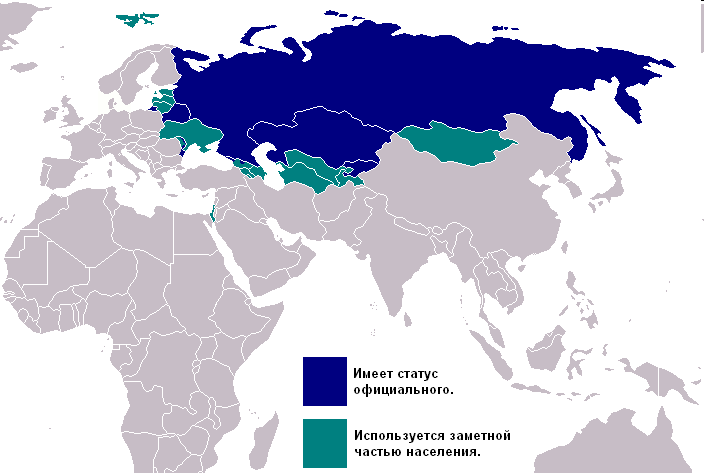 Имеет статус
официального.
Используется заметной
частью населения.